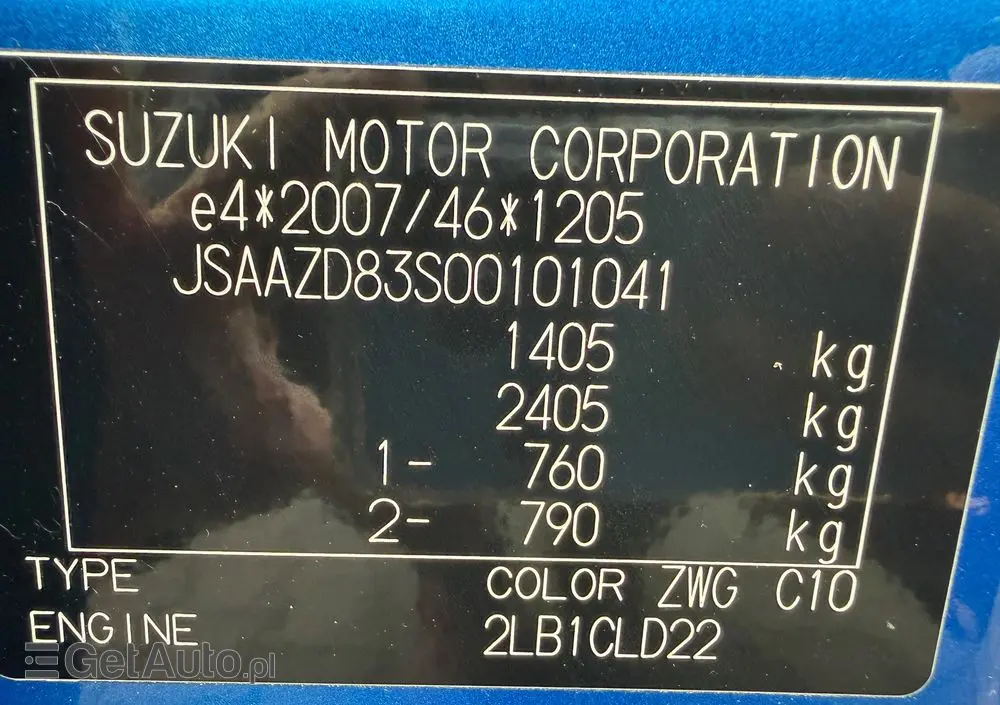 SUZUKI MOTOR CORPORATION
e4*2007/46*1205
JSAAZD83S00101041
1405 kg
2405 kg
1- 760 kg
2- 790 kg
TYPE COLOR ZWG C10
ENGINE 2LB1CLD22
GetAuto.pl